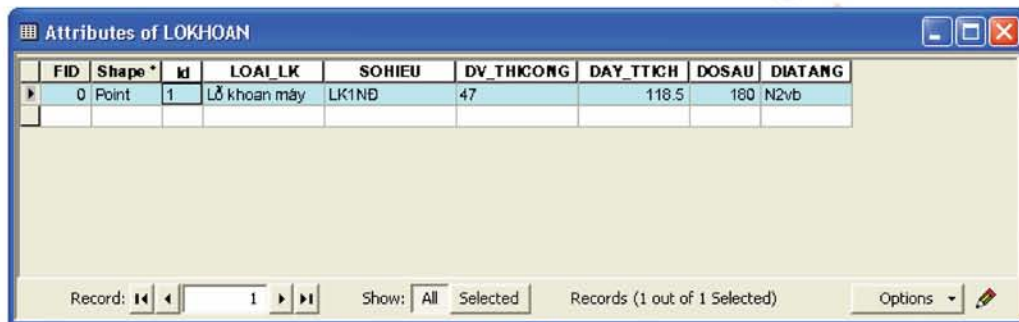 Attributes of LOKHOAN
FID Shape * Id LOAI_LK SOHIEU DV_THICONG DAY_TTICH DOSAU DIATANG
0 Point 1 Lỗ khoan máy LK1NĐ 47 118.5 180 N2vb
Record: 1 Show: All Selected Records (1 out of 1 Selected) Options